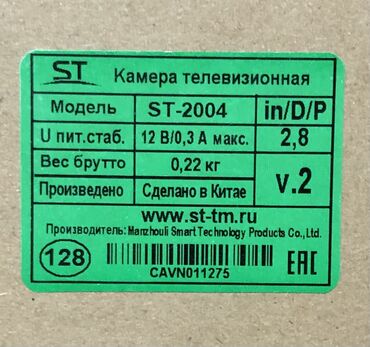 ST Камера телевизионная
Модель ST-2004 in/D/P
U пит.стаб. 12 В/0,3 А макс. 2,8
Вес брутто 0,22 кг
v.2
Произведено Сделано в Китае
www.st-tm.ru
Производитель: Manzhouli Smart Technology Products Co.,Ltd.
128
CAVN011275
EAC